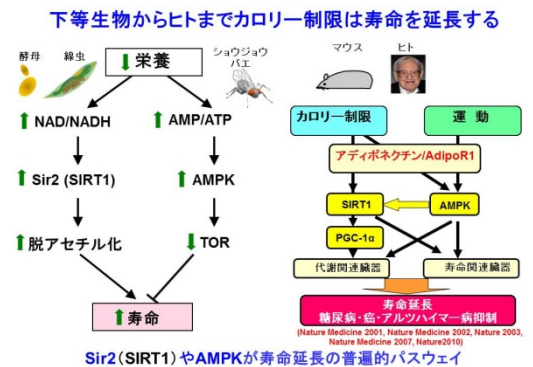 下等生物からヒトまでカロリー制限は寿命を延長する
酵母
線虫
栄養
ショウジョウ
バエ
NAD/NADH
AMP/ATP
Sir2 (SIRT1)
AMPK
脱アセチル化
TOR
寿命
マウス
ヒト
カロリー制限
運動
アディポネクチン/AdipoR1
SIRT1
AMPK
PGC-1α
代謝関連臓器
寿命関連臓器
寿命延長
糖尿病・癌・アルツハイマー病抑制
(Nature Medicine 2001, Nature Medicine 2002, Nature 2003,
Nature Medicine 2007, Nature2010)
Sir2（SIRT1）やAMPKが寿命延長の普遍的パスウェイ